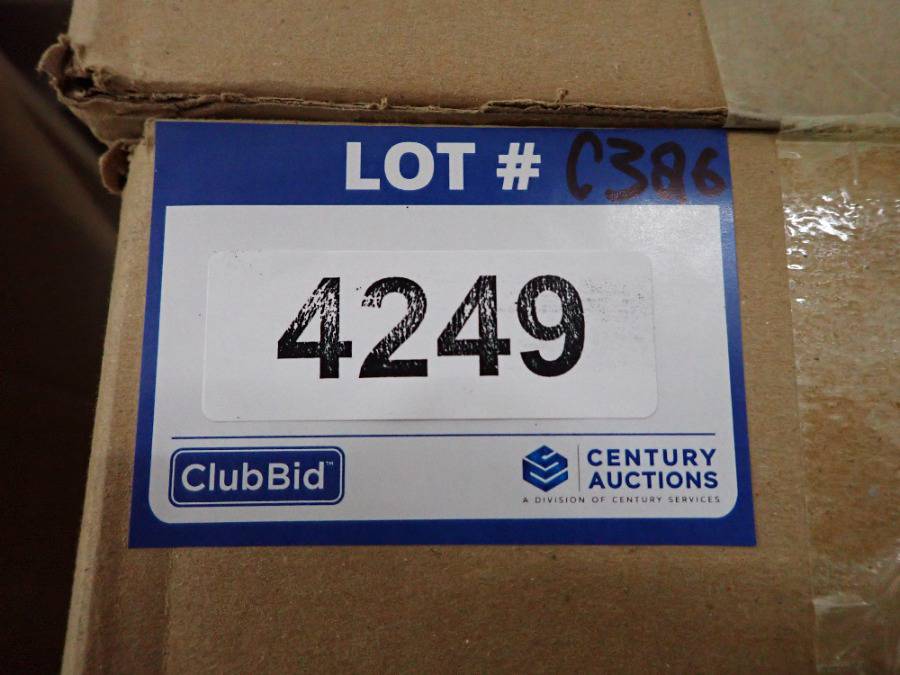 LOT # C386
4249
ClubBid™
CENTURY
AUCTIONS
A DIVISION OF CENTURY SERVICES